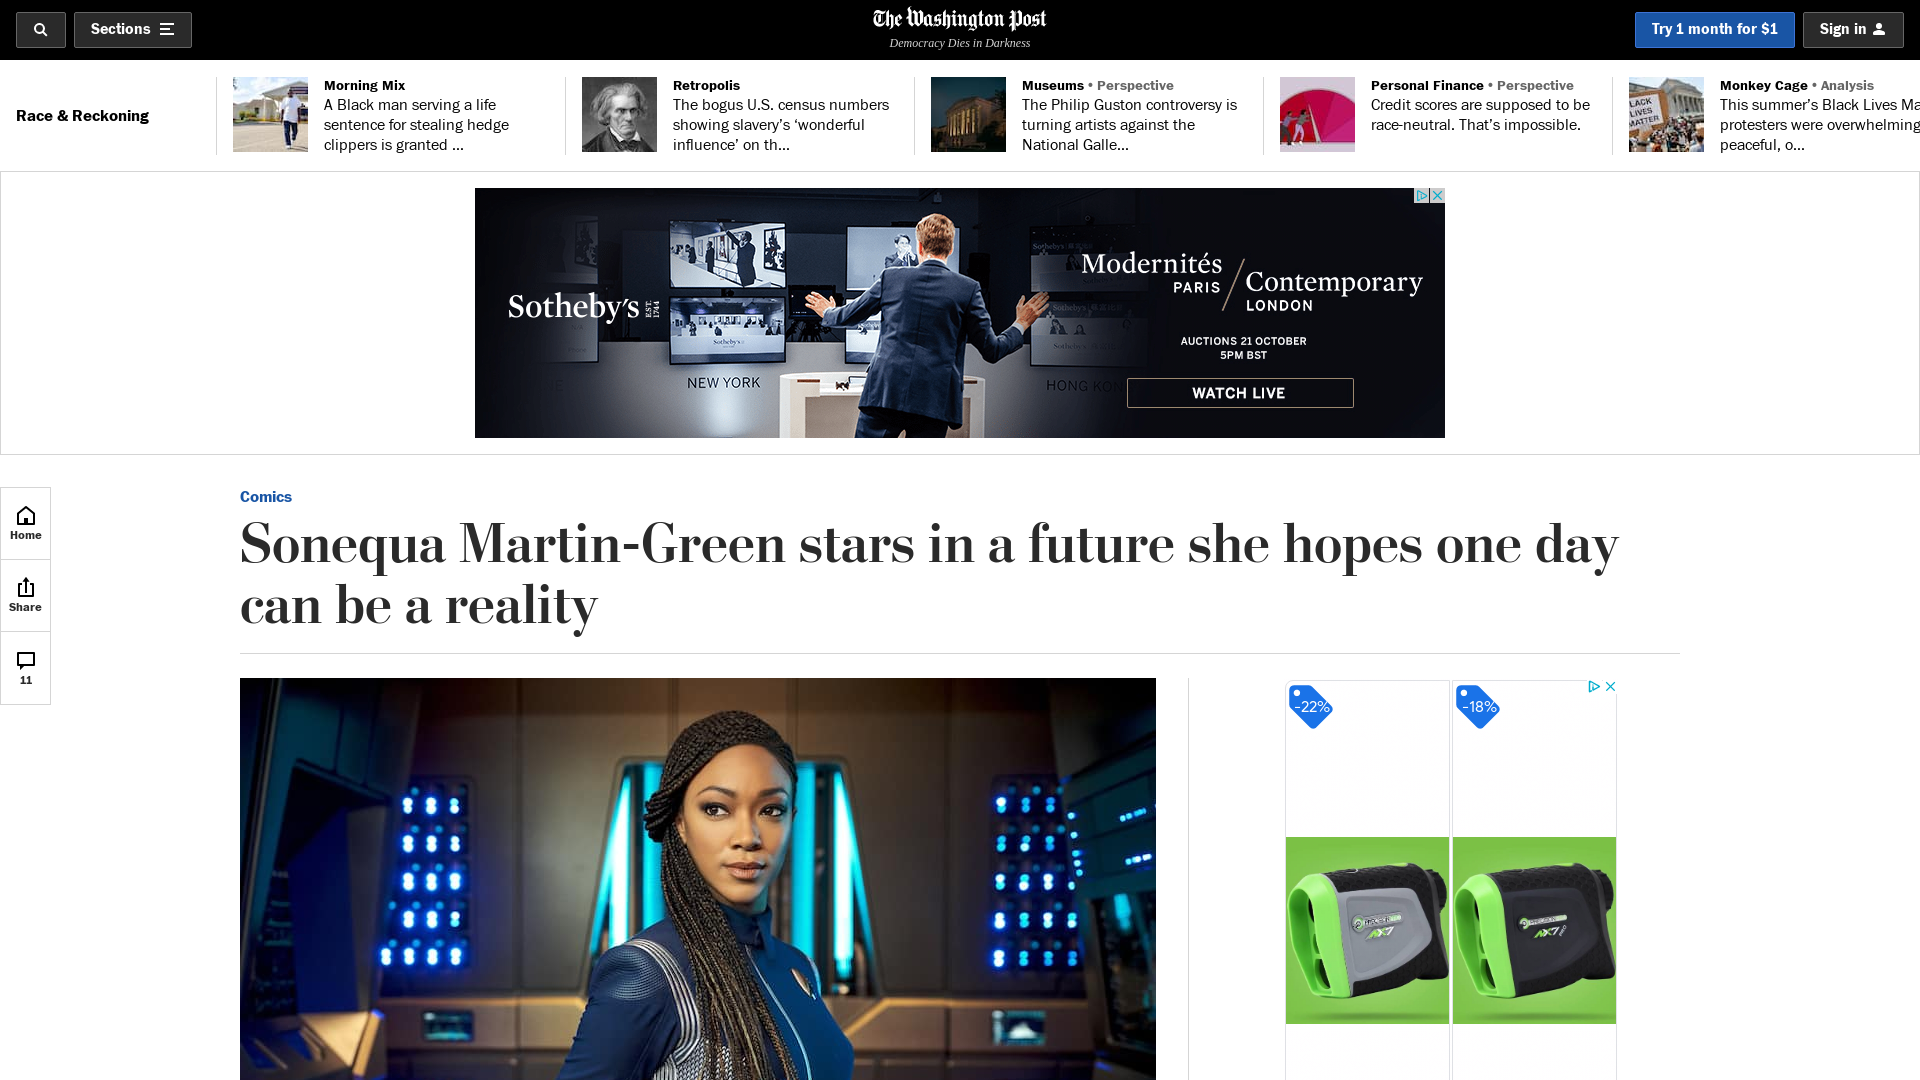 Sections
The Washington Post
Democracy Dies in Darkness
Try 1 month for $1
Sign in
Race & Reckoning
Morning Mix
A Black man serving a life
sentence for stealing hedge
clippers is granted ...
Retropolis
The bogus U.S. census numbers
showing slavery’s ‘wonderful
influence’ on th...
Museums • Perspective
The Philip Guston controversy is
turning artists against the
National Galle...
Personal Finance • Perspective
Credit scores are supposed to be
race-neutral. That’s impossible.
LACK
LIVES
MATTER
Monkey Cage • Analysis
This summer’s Black Lives Ma
protesters were overwhelming
peaceful, o...
Sotheby's EST. 1744
Sotheby's
NEW YORK
HONG KON
Modernités
PARIS
Contemporary
LONDON
AUCTIONS 21 OCTOBER
5PM BST
WATCH LIVE
Home
Share
11
Comics
Sonequa Martin-Green stars in a future she hopes one day
can be a reality
-22%
-18%
NX7
NX7 PRO